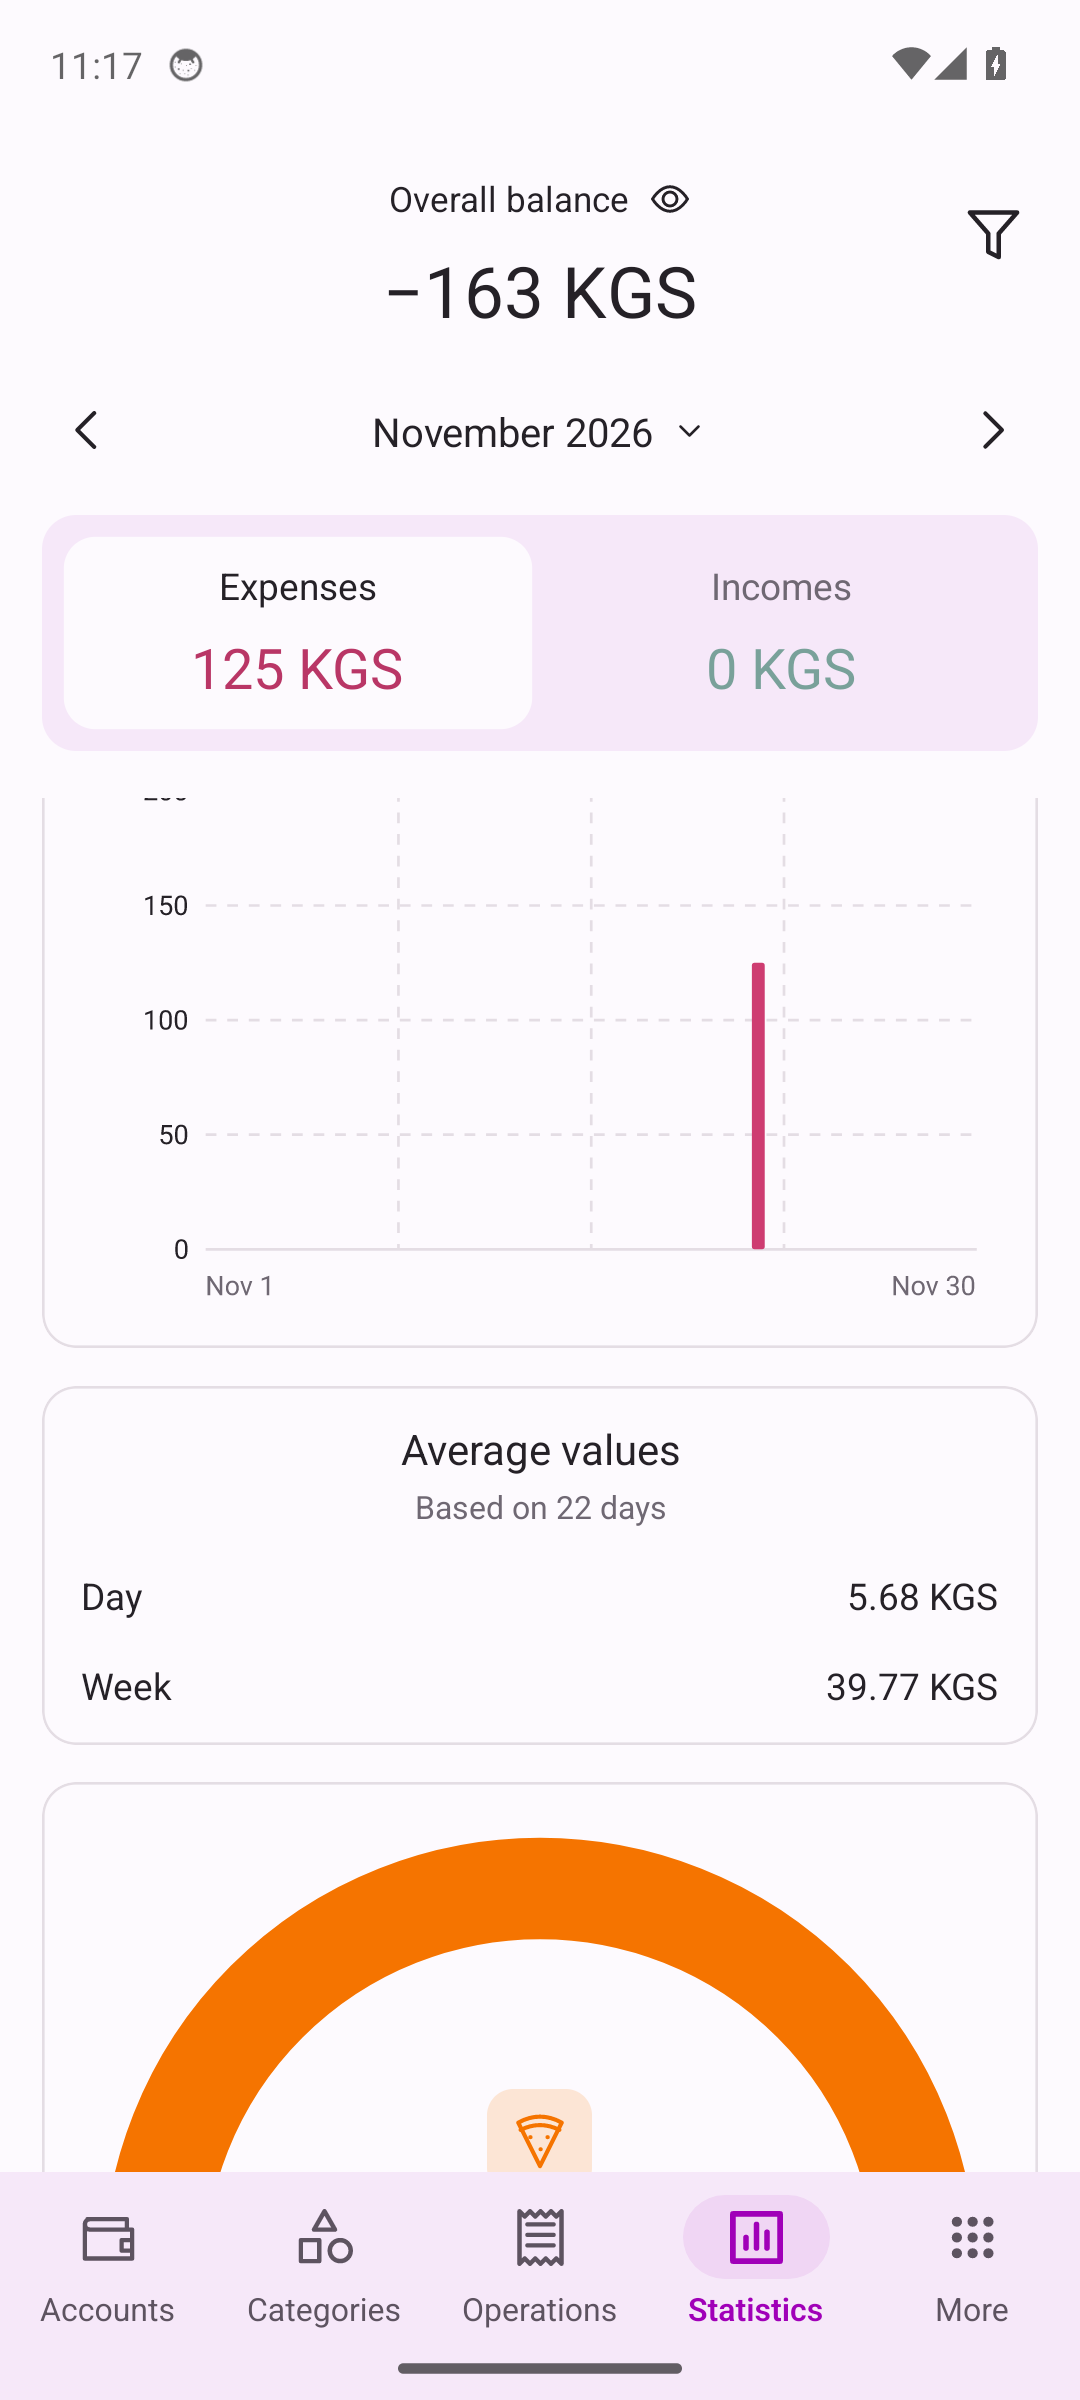 11:17
Overall balance
−163 KGS
November 2026
Expenses
Incomes
125 KGS
0 KGS
150
100
50
0
Nov 1
Nov 30
Average values
Based on 22 days
Day
5.68 KGS
Week
39.77 KGS
Accounts
Categories
Operations
Statistics
More